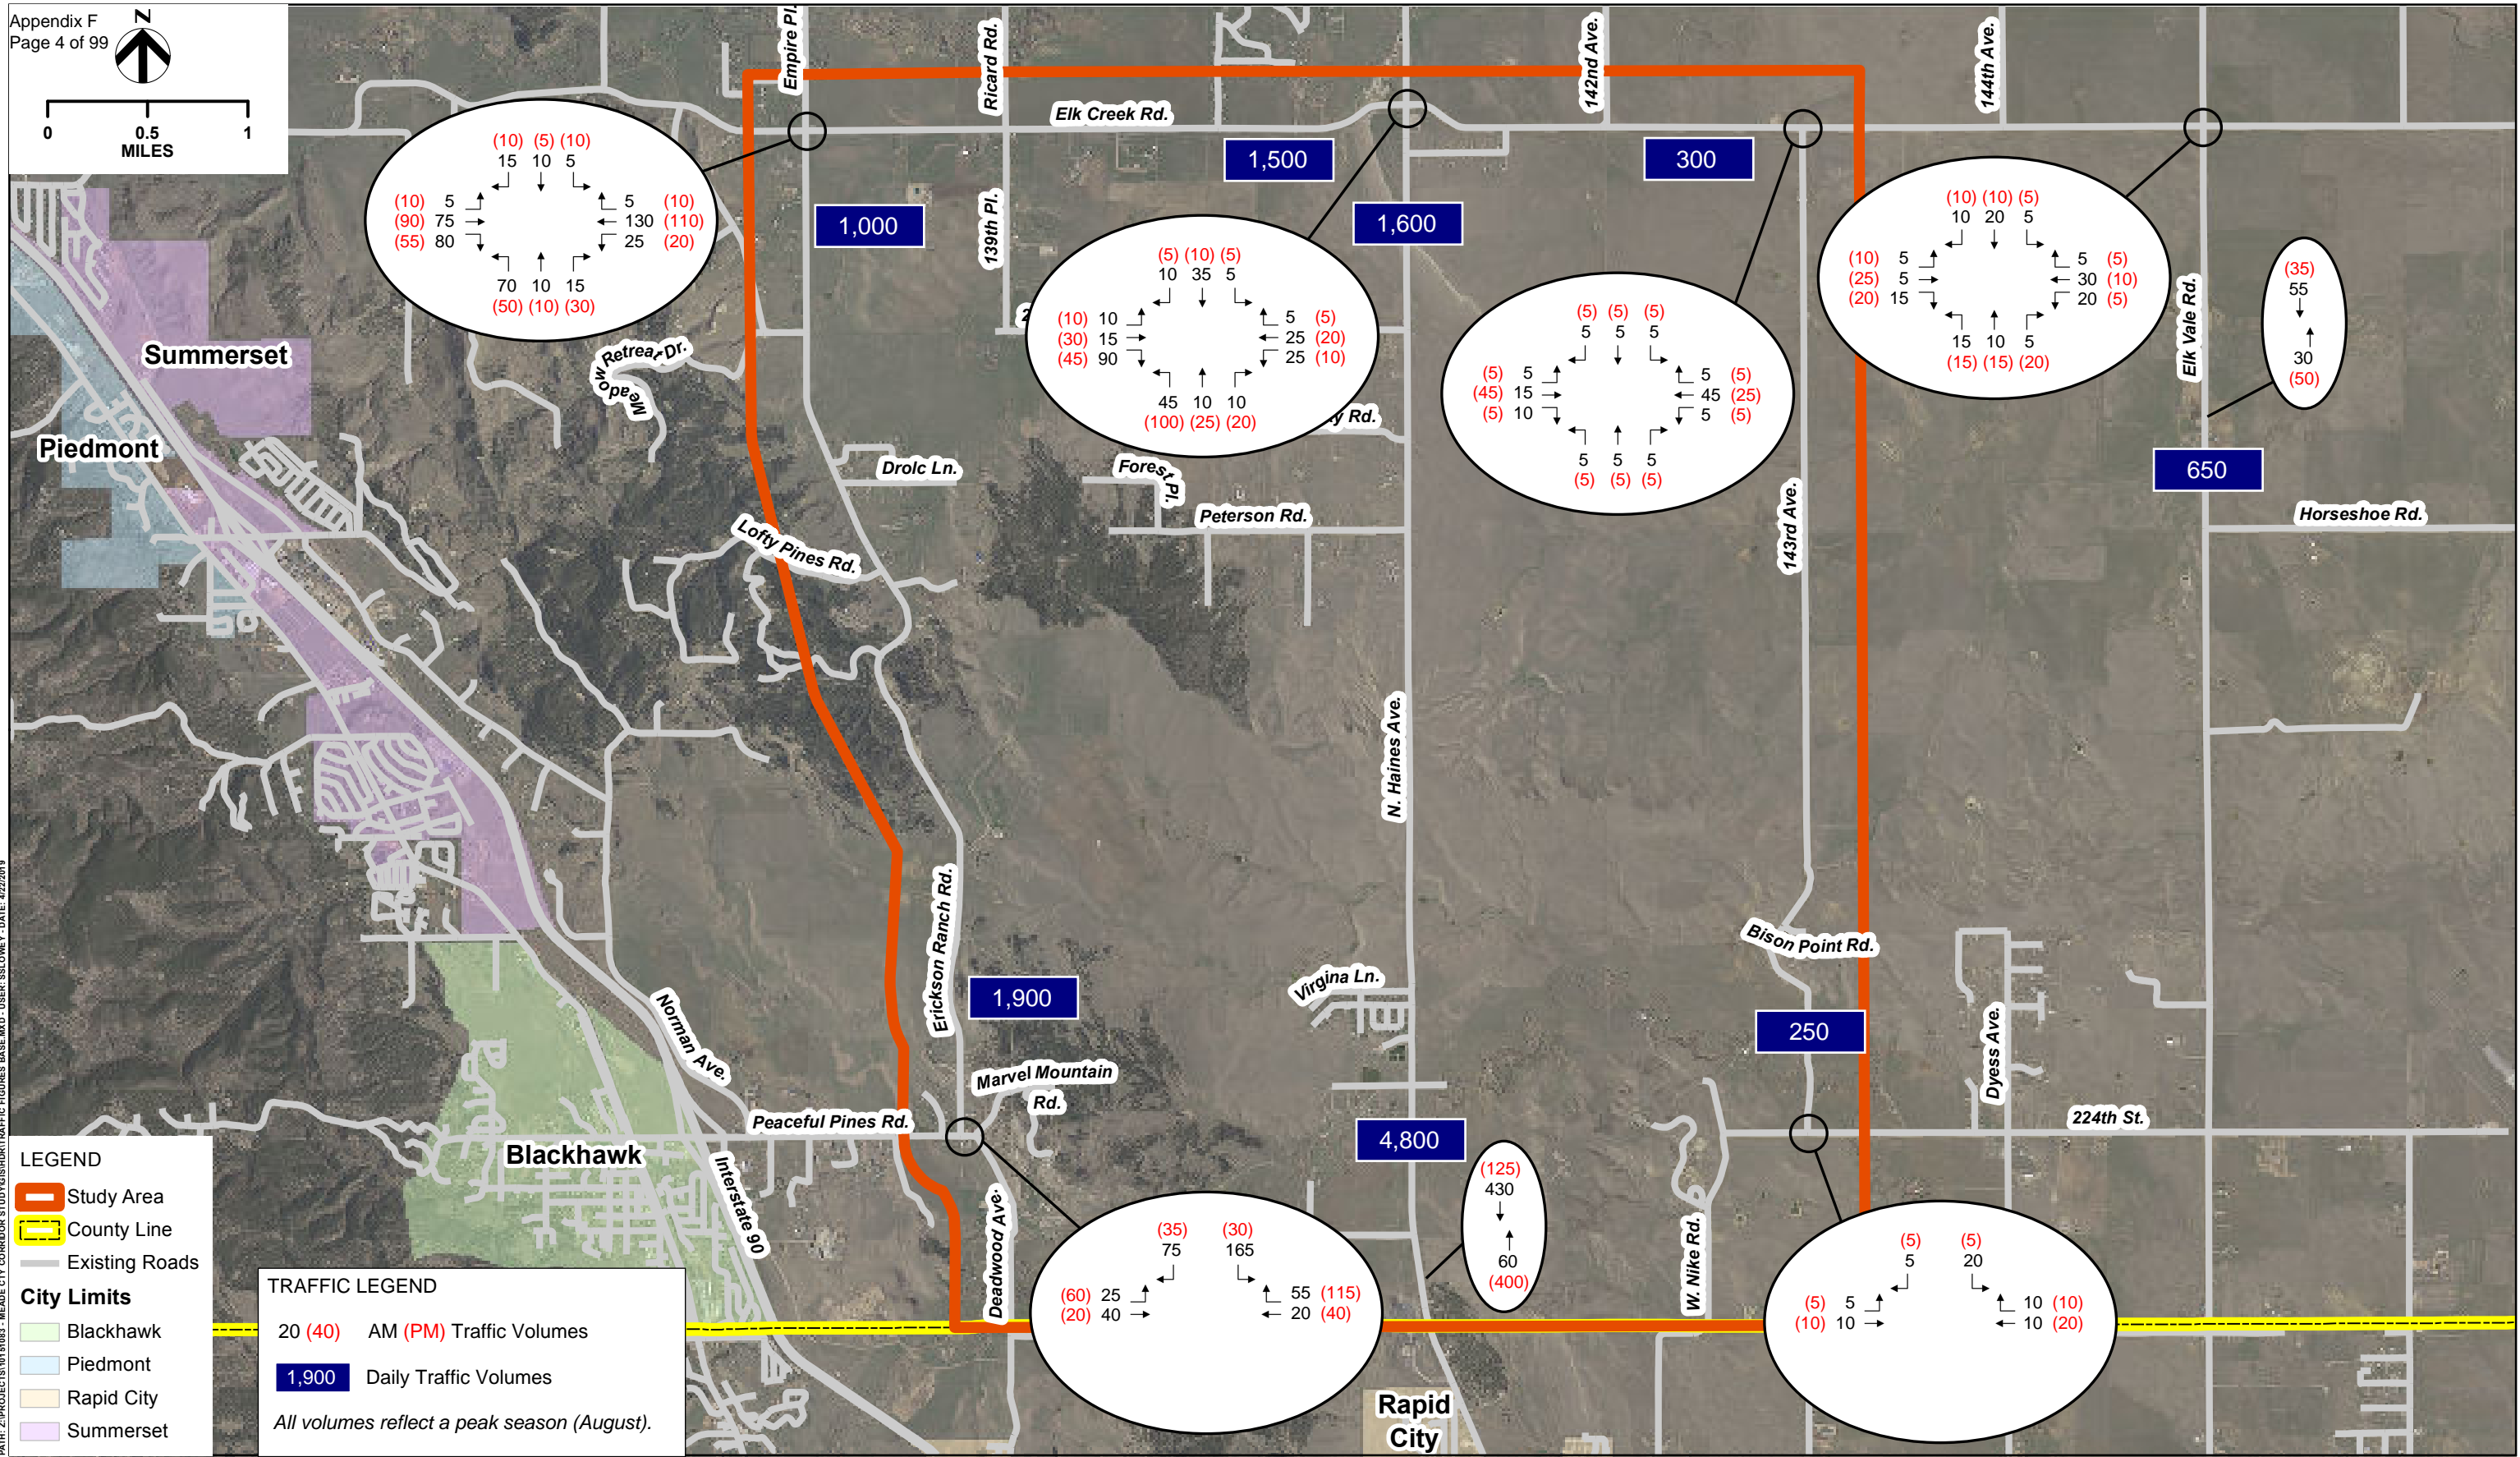 Appendix F
Page 4 of 99
N
0 0.5 1
MILES
Empire Pl.
Ricard Rd.
142nd Ave.
144th Ave.
Elk Creek Rd.
1,500
300
1,000
1,600
139th Pl.
Elk Vale Rd.
(10) (5) (10)
15 10 5
(10) 5
(90) 75
(55) 80
5 (10)
130 (110)
25 (20)
70 10 15
(50) (10) (30)
(5) (10) (5)
10 35 5
(10) 10
(30) 15
(45) 90
5 (5)
25 (20)
25 (10)
45 10 10
(100) (25) (20)
(5) (5) (5)
5 5 5
(5) 5
(45) 15
(5) 10
5 (5)
45 (25)
5 (5)
5 5 5
(5) (5) (5)
(10) (10) (5)
10 20 5
(10) 5
(25) 5
(20) 15
5 (5)
30 (10)
20 (5)
15 10 5
(15) (15) (20)
(35)
55
30
(50)
Summerset
Meadow Retreat Dr.
2
y Rd.
Piedmont
Drolc Ln.
Forest Pl.
650
Peterson Rd.
Horseshoe Rd.
Lofty Pines Rd.
143rd Ave.
N. Haines Ave.
Erickson Ranch Rd.
Bison Point Rd.
Virgina Ln.
1,900
250
Norman Ave.
Dyess Ave.
Marvel Mountain
Rd.
Peaceful Pines Rd.
224th St.
4,800
Blackhawk
Interstate 90
Deadwood Ave.
W. Nike Rd.
(125)
430
60
(400)
(35) (30)
75 165
(60) 25
(20) 40
55 (115)
20 (40)
(5) (5)
5 20
(5) 5
(10) 10
10 (10)
10 (20)
Rapid
City
LEGEND
Study Area
County Line
Existing Roads
City Limits
Blackhawk
Piedmont
Rapid City
Summerset
TRAFFIC LEGEND
20 (40) AM (PM) Traffic Volumes
1,900 Daily Traffic Volumes
All volumes reflect a peak season (August).